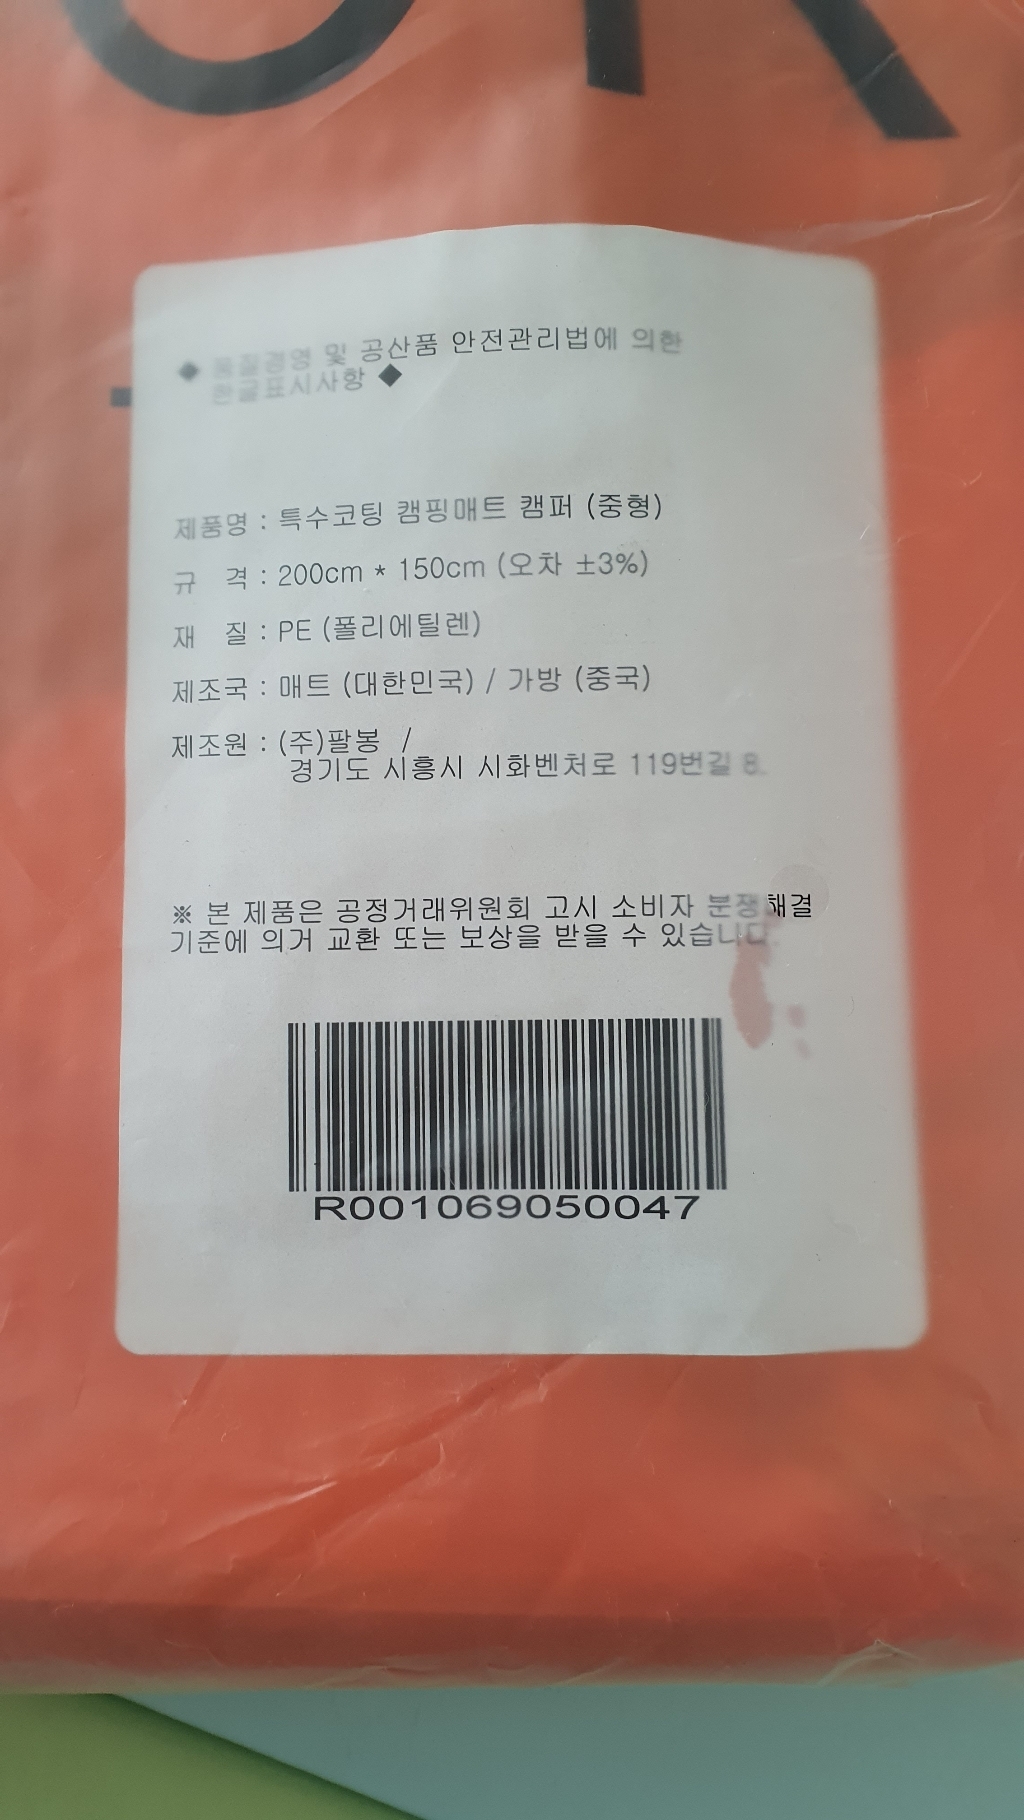 ◆ 품질경영 및 공산품 안전관리법에 의한
한글표시사항 ◆
제품명 : 특수코팅 캠핑매트 캠퍼 (중형)
규 격 : 200cm * 150cm (오차 ±3%)
재 질 : PE (폴리에틸렌)
제조국 : 매트 (대한민국) / 가방 (중국)
제조원 : (주)팔봉 /
경기도 시흥시 시화벤처로 119번길 8.
※ 본 제품은 공정거래위원회 고시 소비자 분쟁해결
기준에 의거 교환 또는 보상을 받을 수 있습니다.
R001069050047